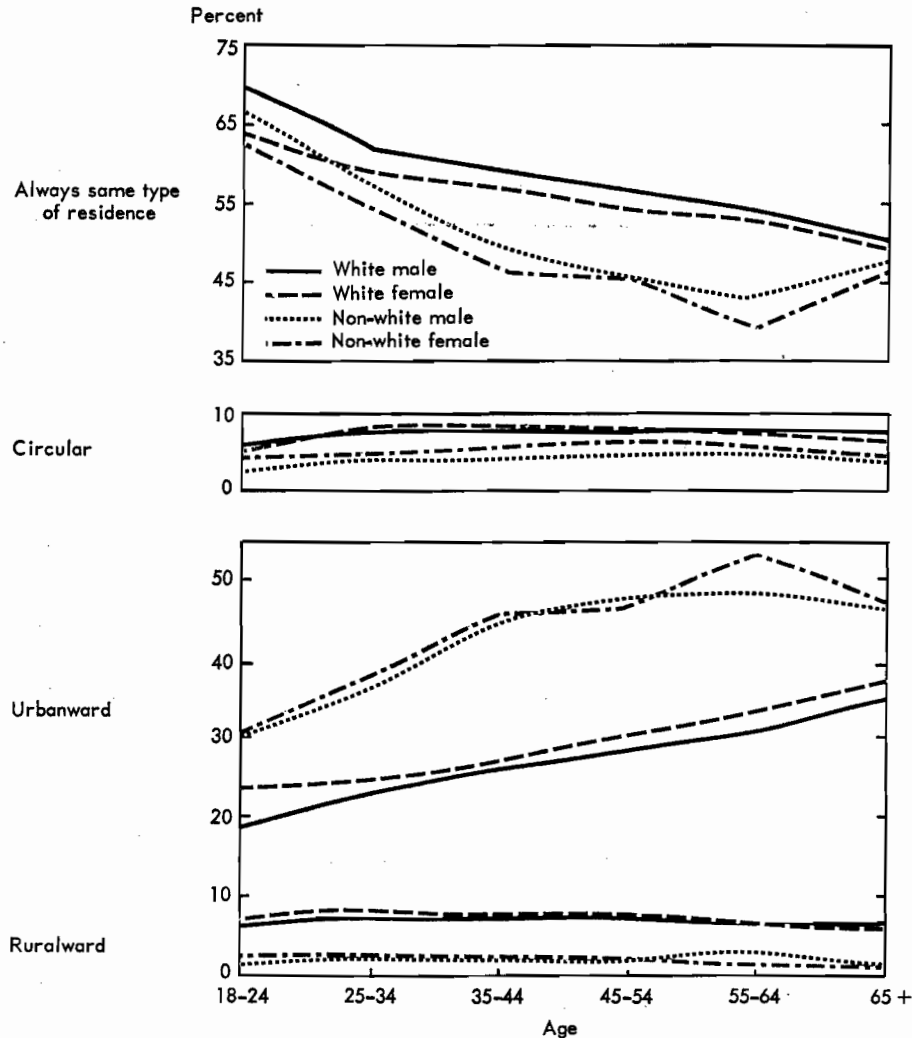 Percent
75
65
55
45
35
Always same type
of residence
White male
White female
Non-white male
Non-white female
10
0
Circular
50
40
30
20
10
0
Urbanward
Ruralward
18-24
25-34
35-44
45-54
55-64
65 +
Age